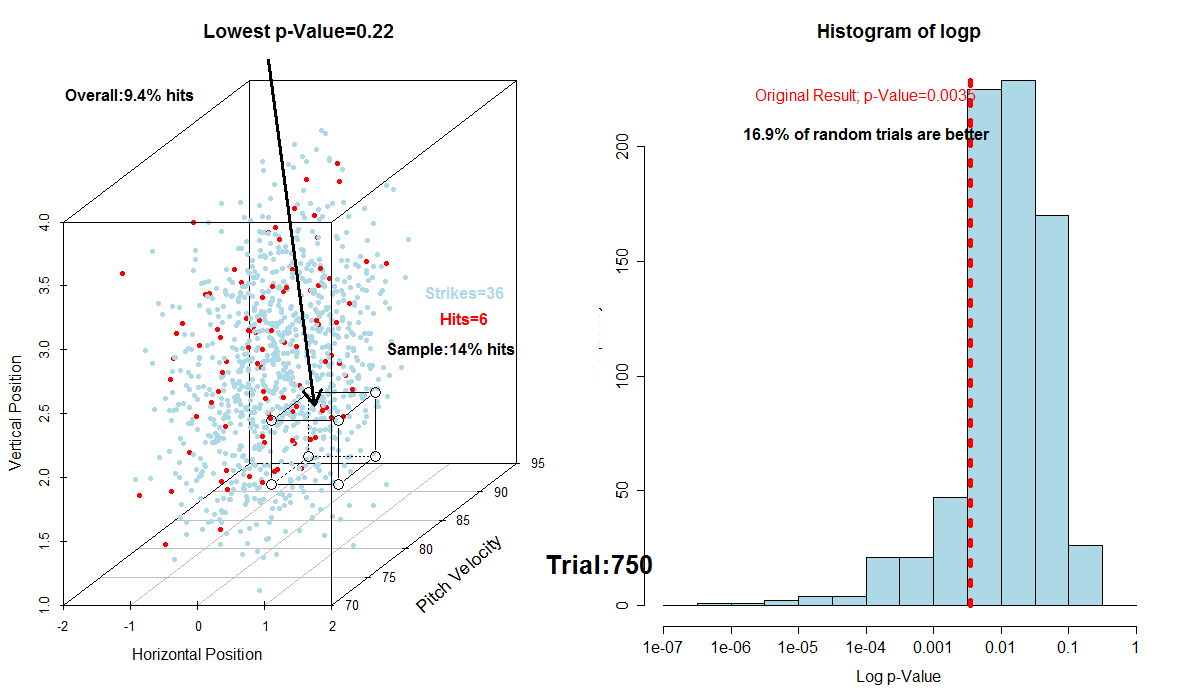 Lowest p-Value=0.22
Overall:9.4% hits
Strikes=36
Hits=6
Sample:14% hits
Vertical Position
4.0
3.5
3.0
2.5
2.0
1.5
1.0
-2
-1
0
1
2
Horizontal Position
70
75
80
85
90
95
Pitch Velocity
Trial:750
Histogram of logp
Original Result; p-Value=0.0035
16.9% of random trials are better
200
150
100
50
0
1e-07
1e-06
1e-05
1e-04
0.001
0.01
0.1
1
Log p-Value